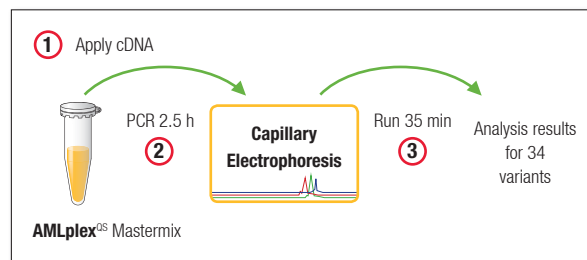 1 Apply cDNA
PCR 2.5 h
2
Capillary
Electrophoresis
Run 35 min
3
Analysis results
for 34
variants
AMLplexQS Mastermix